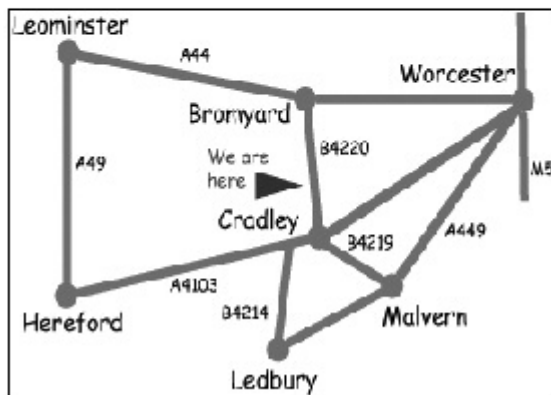 Leominster
A44
Worcester
Bromyard
B4220
We are
here
A49
M5
Cradley
B4219
A449
A4103
B4214
Hereford
Malvern
Ledbury